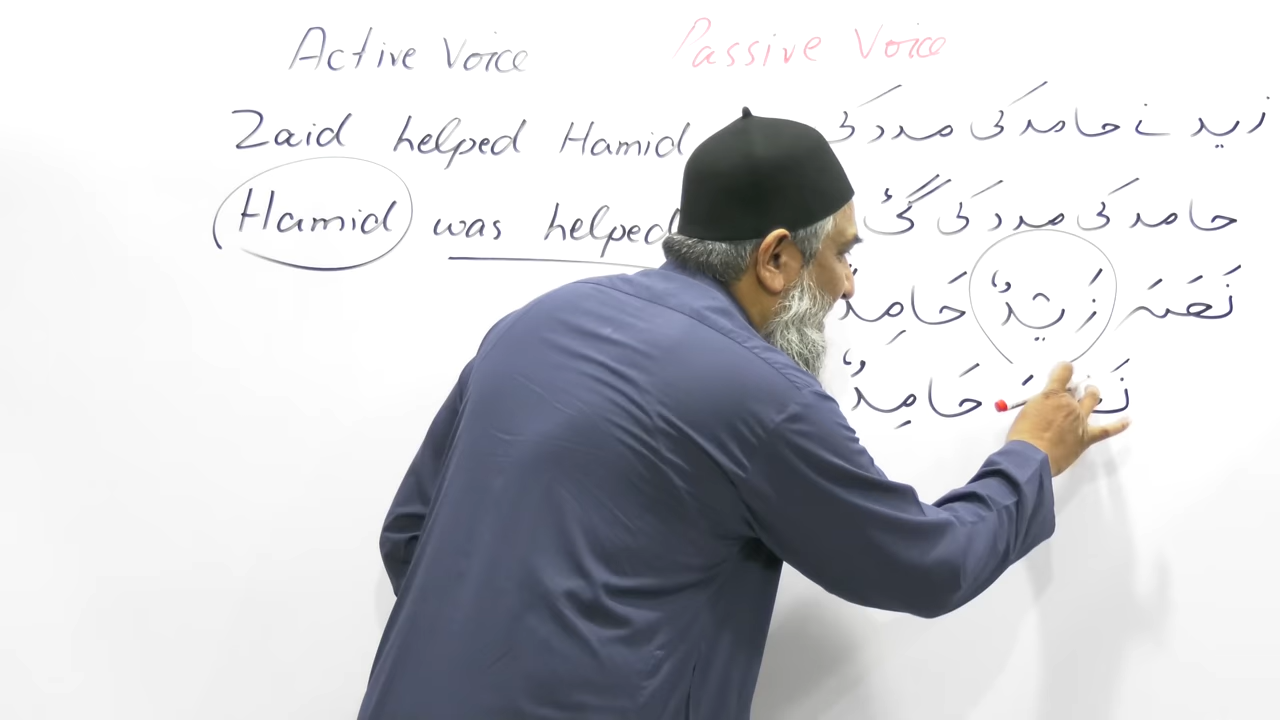 Active Voice Passive Voice
Zaid helped Hamid زید نے حامد کی مدد کی
Hamid was helped حامد کی مدد کی گئی
نَصَرَ زَیْدٌ حَامِد
حَامِدٌ